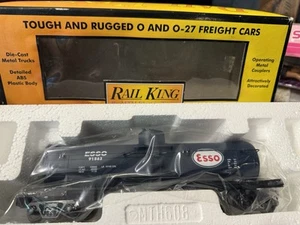 TOUGH AND RUGGED O AND O-27 FREIGHT CARS
Die-Cast
Metal Trucks
Detailed
ABS
Plastic Body
RAIL KING
Operating
Metal
Couplers
Attractively
Decorated
ESSO
Esso